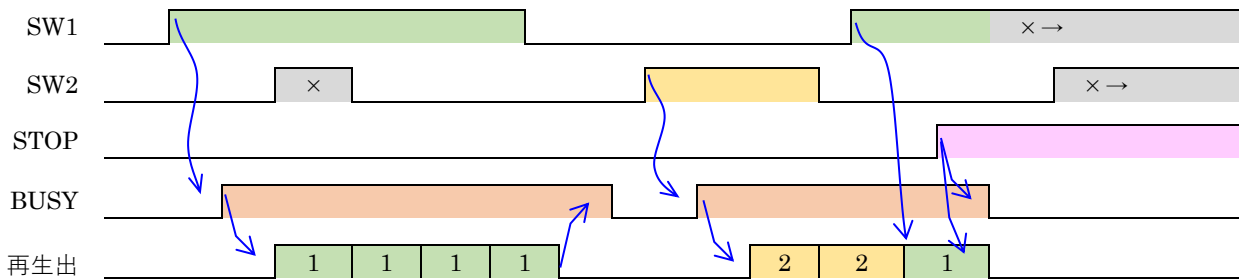 SW1 ×→
SW2 × ×→
STOP
BUSY
再生出 1 1 1 1 2 2 1